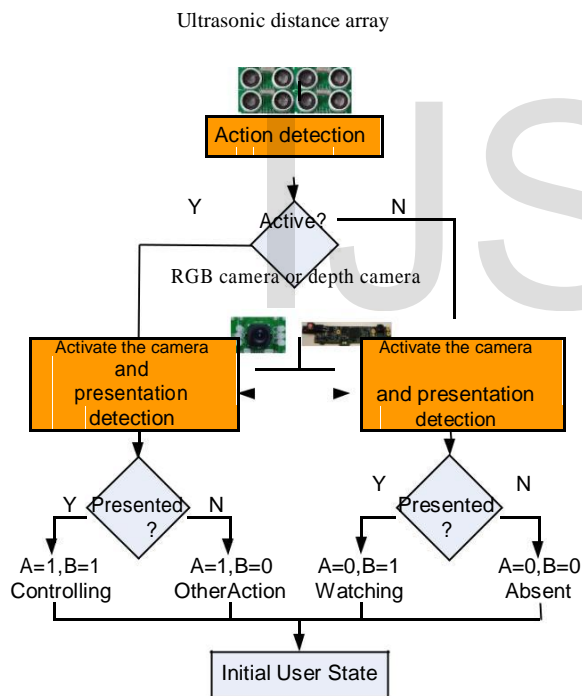 Ultrasonic distance array
IJS
Action detection
Y
N
Active?
RGB camera or depth camera
Activate the camera
and
presentation
detection
Activate the camera
and presentation
detection
Y
Presented
?
N
Y
Presented
?
N
A=1,B=1
Controlling
A=1,B=0
OtherAction
A=0,B=1
Watching
A=0,B=0
Absent
Initial User State